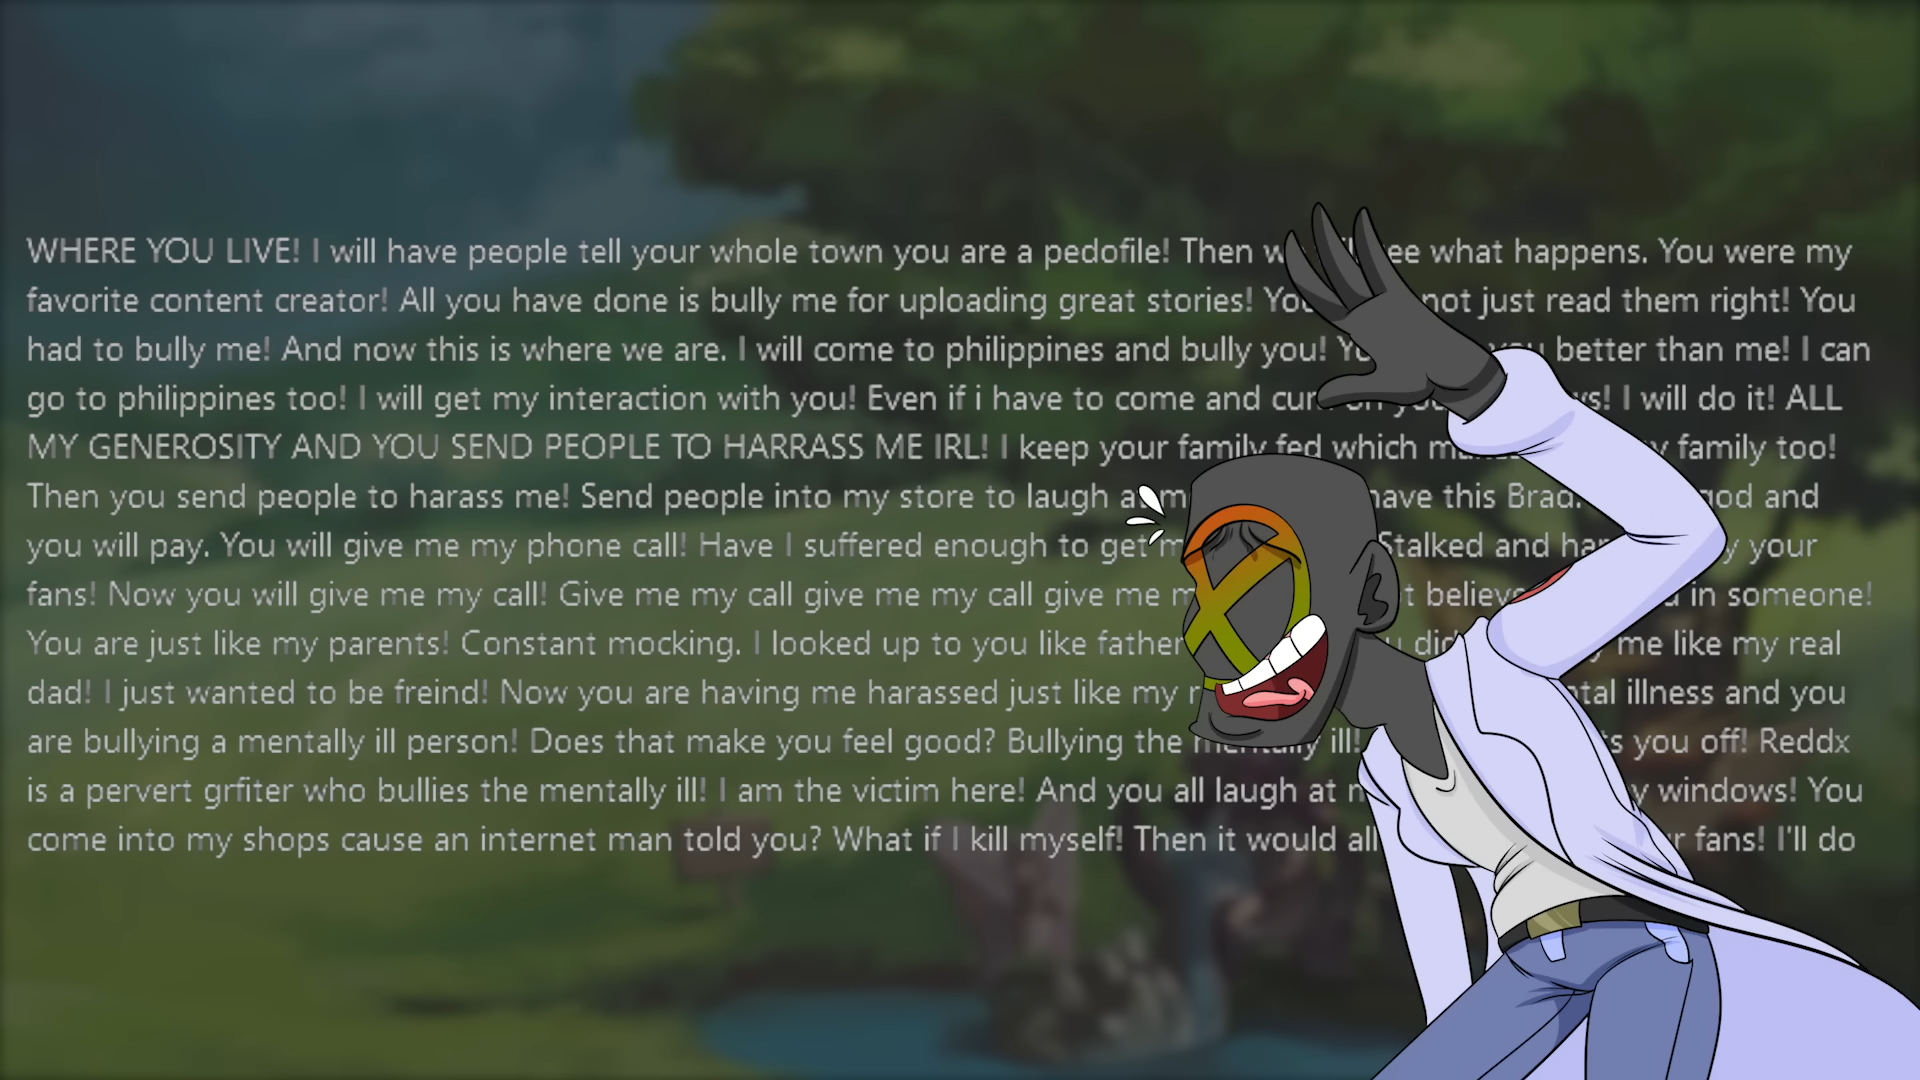 WHERE YOU LIVE! I will have people tell your whole town you are a pedofile! Then what happens. You were my
favorite content creator! All you have done is bully me for uploading great stories! not just read them right! You
had to bully me! And now this is where we are. I will come to philippines and bully you! better than me! I can
go to philippines too! I will get my interaction with you! Even if i have to come and I will do it! ALL
MY GENEROSITY AND YOU SEND PEOPLE TO HARRASS ME IRL! I keep your family fed which family too!
Then you send people to harass me! Send people into my store to laugh have this Brad. and
you will pay. You will give me my phone call! Have I suffered enough to get Stalked and your
fans! Now you will give me my call! Give me my call give me my call give me in someone!
You are just like my parents! Constant mocking. I looked up to you like father me like my real
dad! I just wanted to be freind! Now you are having me harassed just like my illness and you
are bullying a mentally ill person! Does that make you feel good? Bullying the mentally ill! you off! Reddx
is a pervert grfiter who bullies the mentally ill! I am the victim here! And you all laugh at windows! You
come into my shops cause an internet man told you? What if I kill myself! Then it would all fans! I'll do